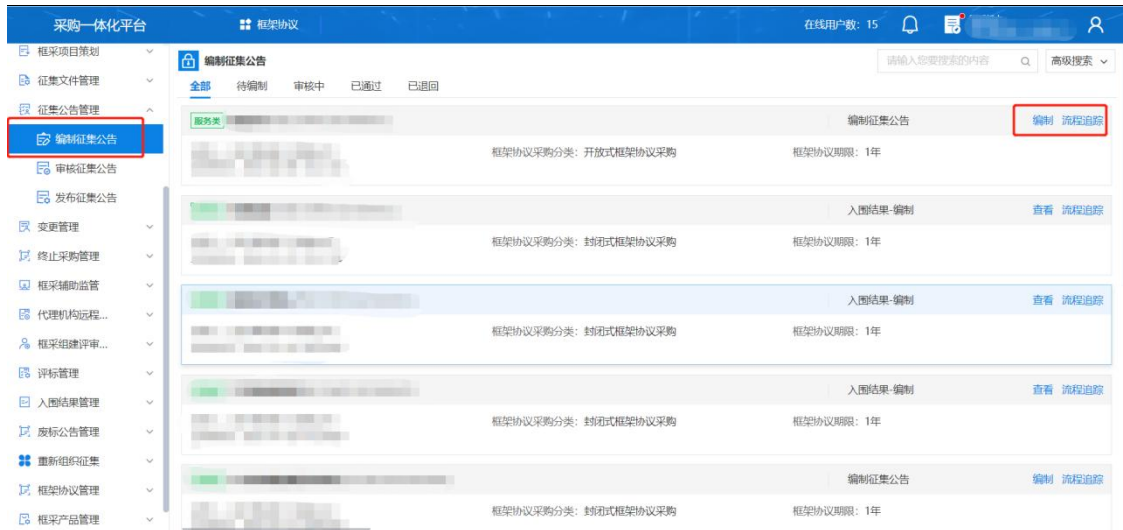 采购一体化平台
框架协议
在线用户数：15
框采项目策划
征集文件管理
征集公告管理
编制征集公告
审核征集公告
发布征集公告
变更管理
终止采购管理
框采辅助监管
代理机构远程...
框采组建评审...
评标管理
入围结果管理
废标公告管理
重新组织征集
框架协议管理
框采产品管理
编制征集公告
请输入您要搜索的内容
高级搜索
全部 待编制 审核中 已通过 已退回
服务类
编制征集公告
编制 流程追踪
框架协议采购分类：开放式框架协议采购
框架协议期限：1年
入围结果-编制
查看 流程追踪
框架协议采购分类：封闭式框架协议采购
框架协议期限：1年
入围结果-编制
查看 流程追踪
框架协议采购分类：封闭式框架协议采购
框架协议期限：1年
入围结果-编制
查看 流程追踪
框架协议采购分类：封闭式框架协议采购
框架协议期限：1年
编制征集公告
编制 流程追踪
框架协议采购分类：封闭式框架协议采购
框架协议期限：1年